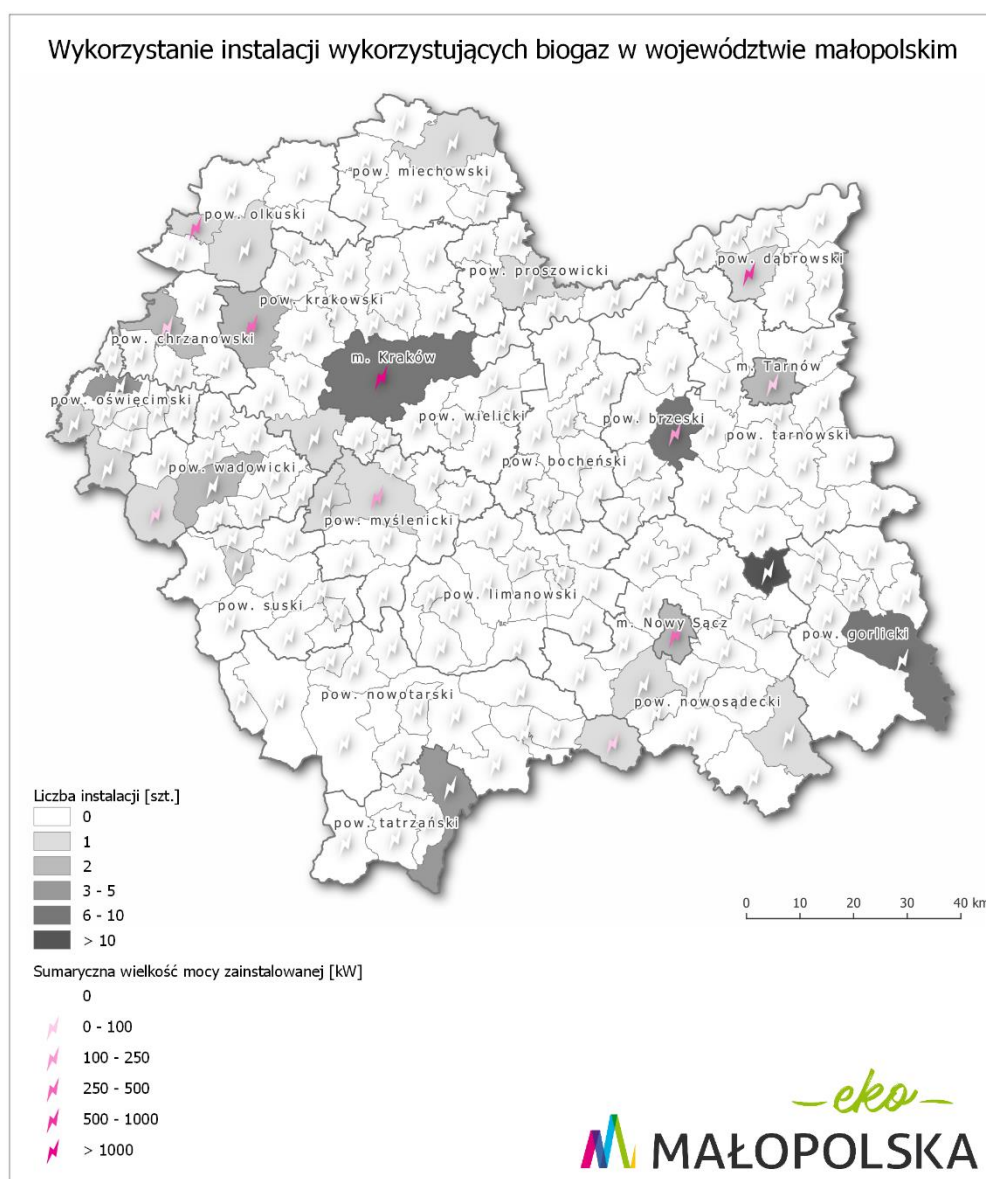 Wykorzystanie instalacji wykorzystujących biogaz w województwie małopolskim
pow. miechowski
pow. olkuski
pow. dąbrowski
pow. proszowicki
pow. krakowski
pow. chrzanowski
m. Kraków
m. Tarnów
pow. oświęcimski
pow. wielicki
pow. brzeski
pow. tarnowski
pow. bocheński
pow. wadowicki
pow. myślenicki
pow. limanowski
pow. suski
m. Nowy Sącz
pow. gorlicki
pow. nowotarski
pow. nowosądecki
pow. tatrzański
Liczba instalacji [szt.]
0
1
2
3 - 5
6 - 10
> 10
0 10 20 30 40 km
Sumaryczna wielkość mocy zainstalowanej [kW]
0
0 - 100
100 - 250
250 - 500
500 - 1000
> 1000
eko
MAŁOPOLSKA